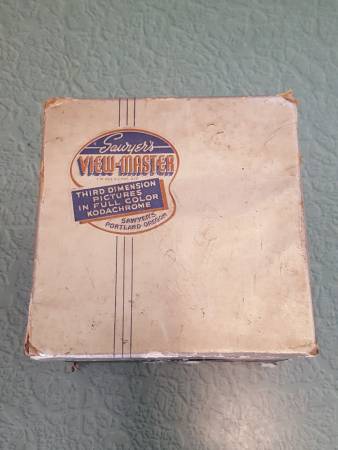 Sawyer's
VIEW-MASTER
THIRD DIMENSION
PICTURES
IN FULL COLOR
KODACHROME
SAWYER'S
PORTLAND-OREGON